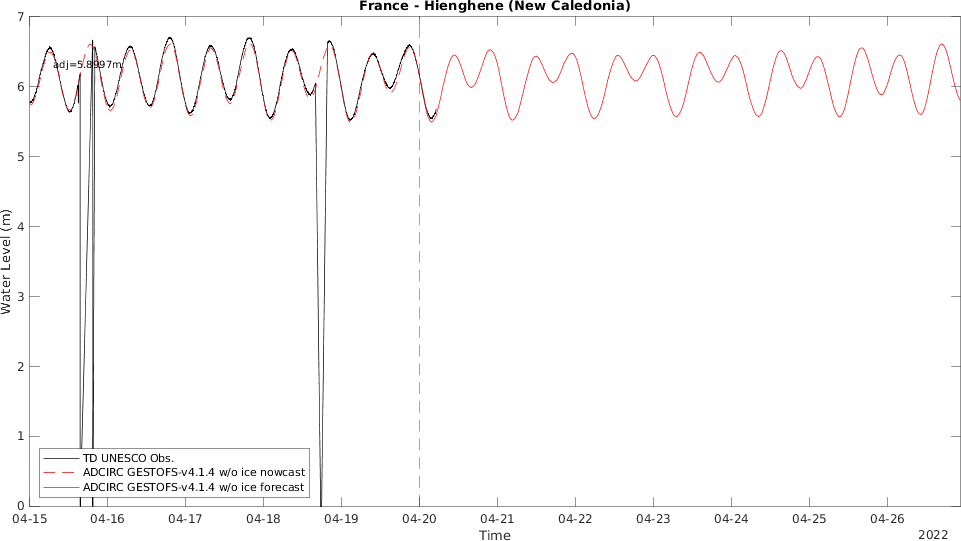 France - Hienghene (New Caledonia)
7
adj=5.8997m
6
5
4
3
2
1
0
Water Level (m)
TD UNESCO Obs.
ADCIRC GESTOFS-v4.1.4 w/o ice nowcast
ADCIRC GESTOFS-v4.1.4 w/o ice forecast
04-15 04-16 04-17 04-18 04-19 04-20 04-21 04-22 04-23 04-24 04-25 04-26
Time
2022